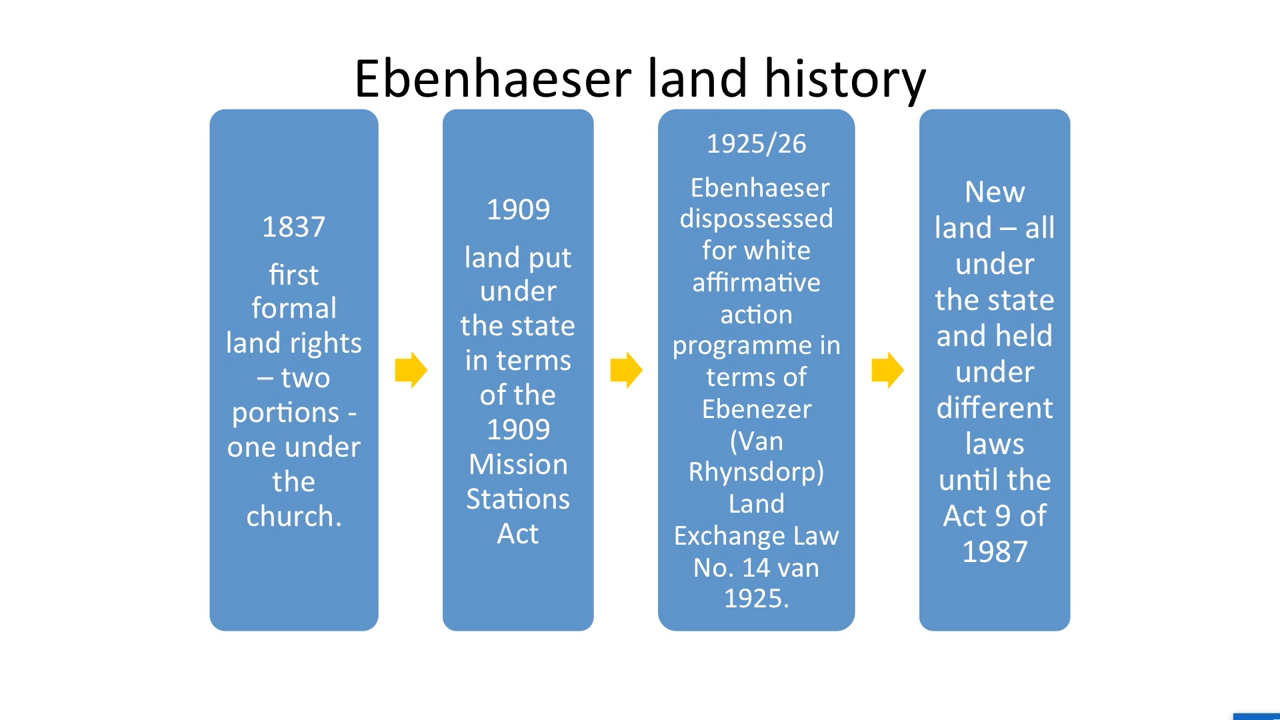 Ebenhaeser land history
1837
first
formal
land rights
– two
portions -
one under
the
church.
1909
land put
under
the state
in terms
of the
1909
Mission
Stations
Act
1925/26
Ebenhaeser
dispossessed
for white
affirmative
action
programme in
terms of
Ebenezer
(Van
Rhynsdorp)
Land
Exchange Law
No. 14 van
1925.
New
land – all
under
the state
and held
under
different
laws
until the
Act 9 of
1987